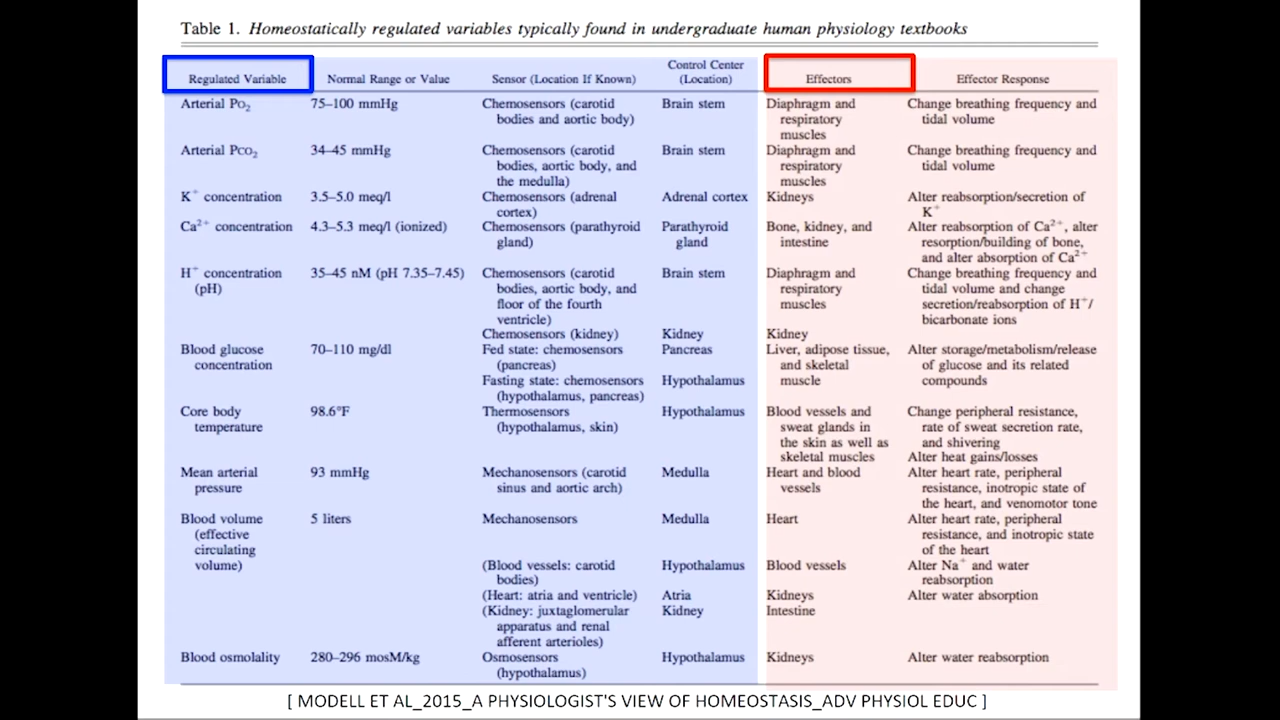 Table 1. Homeostatically regulated variables typically found in undergraduate human physiology textbooks
Regulated Variable Normal Range or Value Sensor (Location If Known) Control Center (Location) Effectors Effector Response
Arterial PO₂ 75–100 mmHg Chemosensors (carotid bodies and aortic body) Brain stem Diaphragm and respiratory muscles Change breathing frequency and tidal volume
Arterial PCO₂ 34–45 mmHg Chemosensors (carotid bodies, aortic body, and the medulla) Brain stem Diaphragm and respiratory muscles Change breathing frequency and tidal volume
K⁺ concentration 3.5–5.0 meq/l Chemosensors (adrenal cortex) Adrenal cortex Kidneys Alter reabsorption/secretion of K⁺
Ca²⁺ concentration 4.3–5.3 meq/l (ionized) Chemosensors (parathyroid gland) Parathyroid gland Bone, kidney, and intestine Alter reabsorption of Ca²⁺, alter resorption/building of bone, and alter absorption of Ca²⁺
H⁺ concentration (pH) 35–45 nM (pH 7.35–7.45) Chemosensors (carotid bodies, aortic body, and floor of the fourth ventricle) Brain stem Diaphragm and respiratory muscles Change breathing frequency and tidal volume and change secretion/reabsorption of H⁺/bicarbonate ions
Chemosensors (kidney) Kidney Kidney
Blood glucose concentration 70–110 mg/dl Fed state: chemosensors (pancreas) Pancreas Liver, adipose tissue, and skeletal muscle Alter storage/metabolism/release of glucose and its related compounds
Fasting state: chemosensors (hypothalamus, pancreas) Hypothalamus
Core body temperature 98.6°F Thermosensors (hypothalamus, skin) Hypothalamus Blood vessels and sweat glands in the skin as well as skeletal muscles Change peripheral resistance, rate of sweat secretion rate, and shivering
Alter heat gains/losses
Mean arterial pressure 93 mmHg Mechanosensors (carotid sinus and aortic arch) Medulla Heart and blood vessels Alter heart rate, peripheral resistance, inotropic state of the heart, and venomotor tone
Blood volume (effective circulating volume) 5 liters Mechanosensors Medulla Heart Alter heart rate, peripheral resistance, and inotropic state of the heart
(Blood vessels: carotid bodies) Hypothalamus Blood vessels Alter Na⁺ and water reabsorption
(Heart: atria and ventricle) Atria Kidneys Alter water absorption
(Kidney: juxtaglomerular apparatus and renal afferent arterioles) Kidney Intestine
Blood osmolality 280–296 mosM/kg Osmosensors (hypothalamus) Hypothalamus Kidneys Alter water reabsorption
[ MODELL ET AL_2015_A PHYSIOLOGIST'S VIEW OF HOMEOSTASIS_ADV PHYSIOL EDUC ]